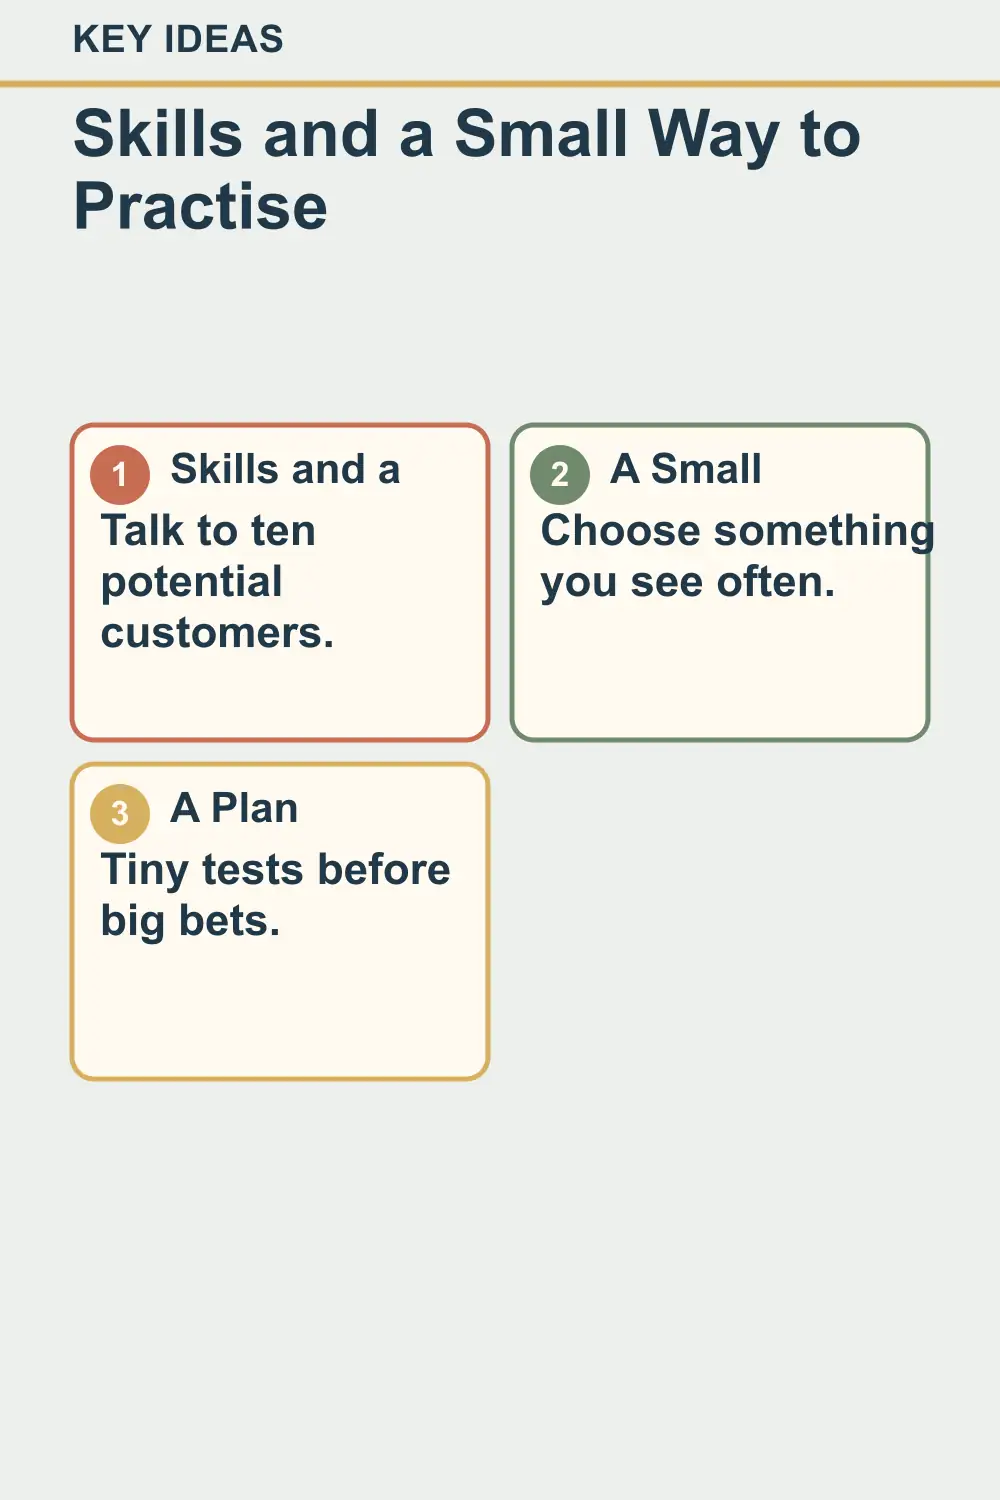 KEY IDEAS
Skills and a Small Way to
Practise
1 Skills and a
Talk to ten
potential
customers.
2 A Small
Choose something
you see often.
3 A Plan
Tiny tests before
big bets.